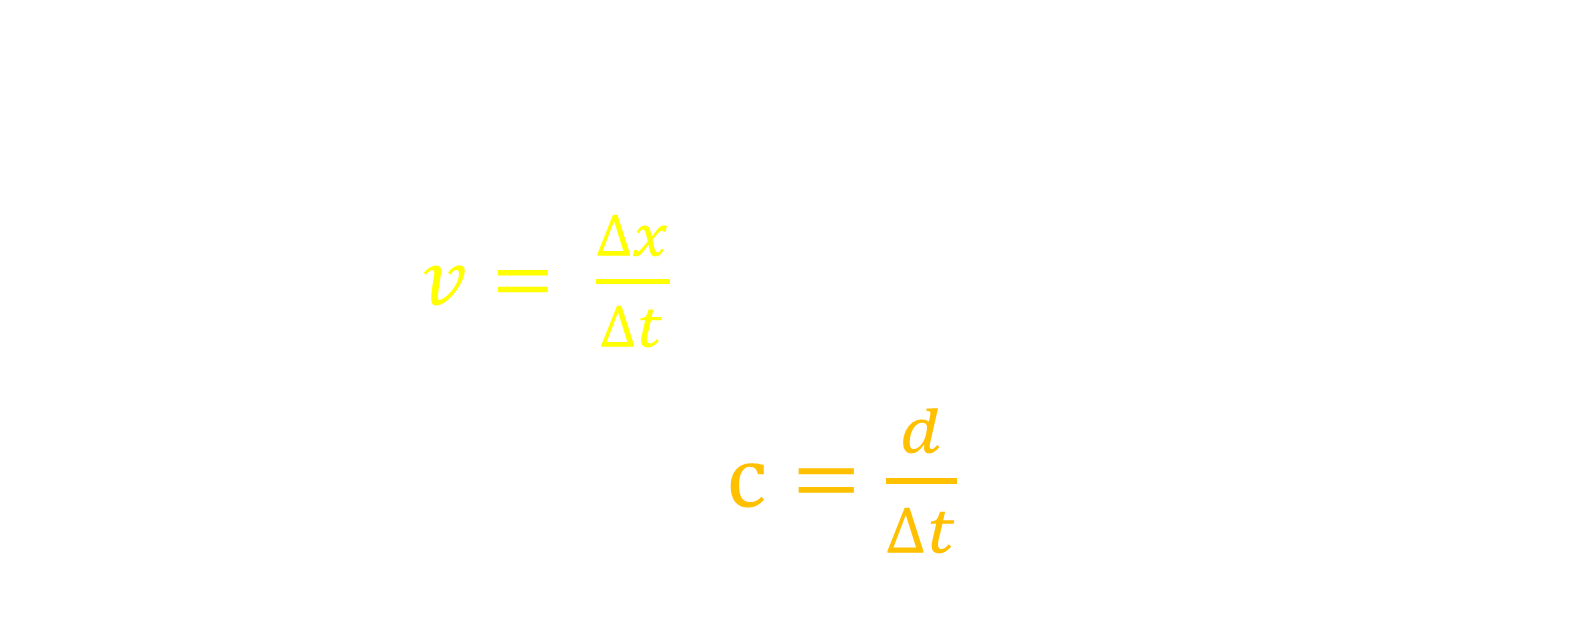 v = Δx/Δt
c = d/Δt